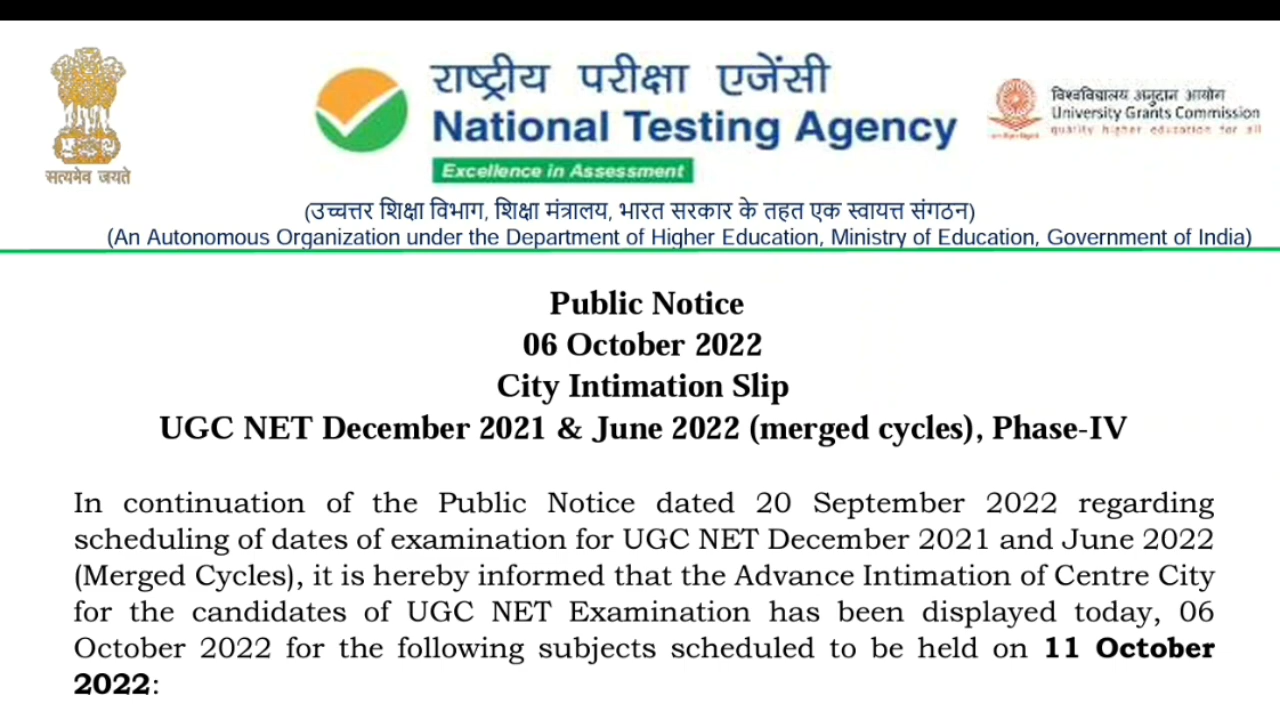 सत्यमेव जयते
राष्ट्रीय परीक्षा एजेंसी
National Testing Agency
Excellence in Assessment
विश्वविद्यालय अनुदान आयोग
University Grants Commission
quality higher education for all
(उच्चत्तर शिक्षा विभाग, शिक्षा मंत्रालय, भारत सरकार के तहत एक स्वायत्त संगठन)
(An Autonomous Organization under the Department of Higher Education, Ministry of Education, Government of India)
Public Notice
06 October 2022
City Intimation Slip
UGC NET December 2021 & June 2022 (merged cycles), Phase-IV
In continuation of the Public Notice dated 20 September 2022 regarding
scheduling of dates of examination for UGC NET December 2021 and June 2022
(Merged Cycles), it is hereby informed that the Advance Intimation of Centre City
for the candidates of UGC NET Examination has been displayed today, 06
October 2022 for the following subjects scheduled to be held on 11 October
2022: